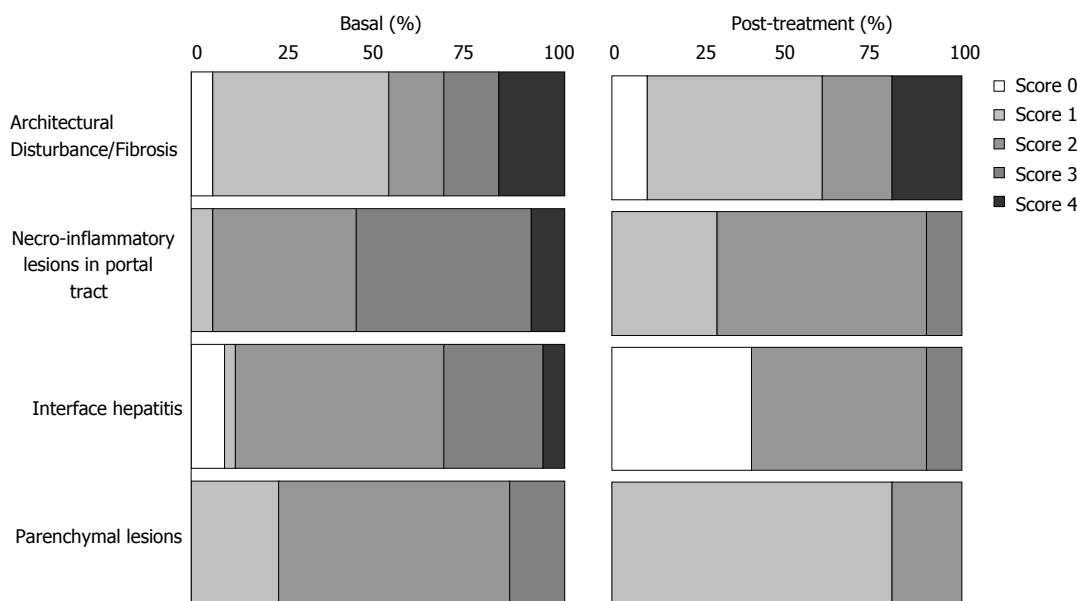 Basal (%)
Post-treatment (%)
0 25 50 75 100
0 25 50 75 100
Score 0
Score 1
Score 2
Score 3
Score 4
Architectural
Disturbance/Fibrosis
Necro-inflammatory
lesions in portal
tract
Interface hepatitis
Parenchymal lesions